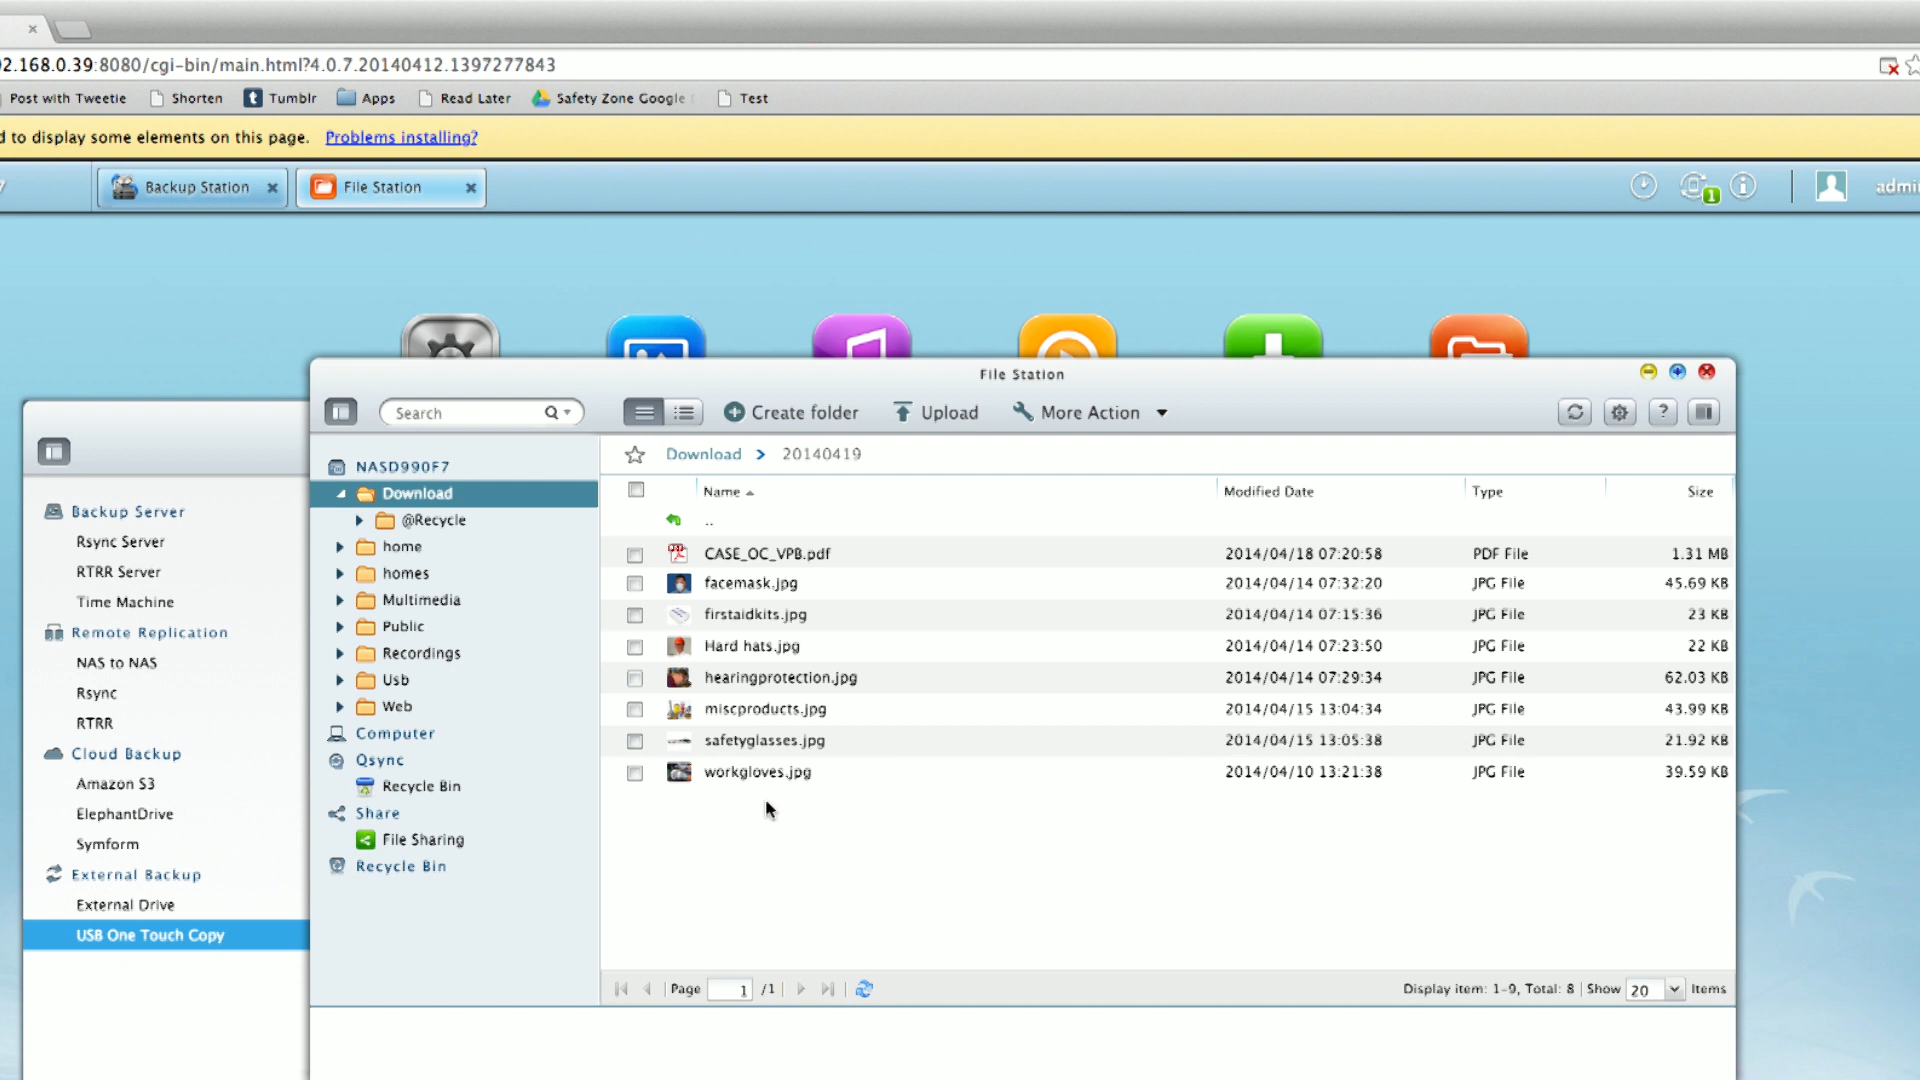 2.168.0.39:8080/cgi-bin/main.html?4.0.7.20140412.1397277843
Post with Tweetie Shorten Tumblr Apps Read Later Safety Zone Google Test
d to display some elements on this page. Problems installing?
Backup Station File Station 1 admin
File Station
Search Create folder Upload More Action ?
Download > 20140419
Name Modified Date Type Size
..
CASE_OC_VPB.pdf 2014/04/18 07:20:58 PDF File 1.31 MB
facemask.jpg 2014/04/14 07:32:20 JPG File 45.69 KB
firstaidkits.jpg 2014/04/14 07:15:36 JPG File 23 KB
Hard hats.jpg 2014/04/14 07:23:50 JPG File 22 KB
hearingprotection.jpg 2014/04/14 07:29:34 JPG File 62.03 KB
miscproducts.jpg 2014/04/15 13:04:34 JPG File 43.99 KB
safetyglasses.jpg 2014/04/15 13:05:38 JPG File 21.92 KB
workgloves.jpg 2014/04/10 13:21:38 JPG File 39.59 KB
Page 1 /1 Display item: 1-9, Total: 8 Show 20 Items
NASD990F7
Download
@Recycle
home
homes
Multimedia
Public
Recordings
Usb
Web
Computer
Qsync
Recycle Bin
Share
File Sharing
Recycle Bin
Backup Server
Rsync Server
RTRR Server
Time Machine
Remote Replication
NAS to NAS
Rsync
RTRR
Cloud Backup
Amazon S3
ElephantDrive
Symform
External Backup
External Drive
USB One Touch Copy